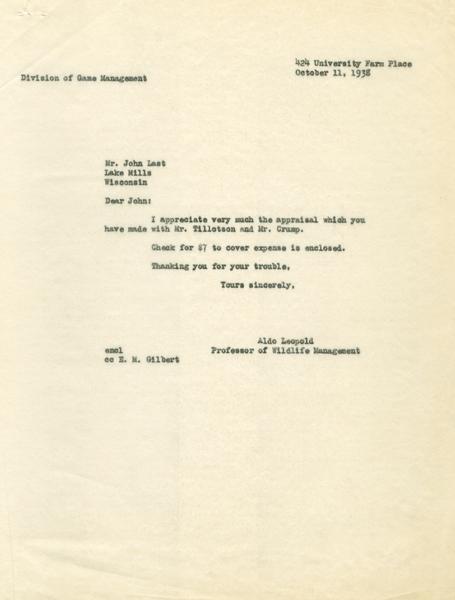 424 University Farm Place
October 11, 1938
Division of Game Management
Mr. John Last
Lake Mills
Wisconsin
Dear John:
I appreciate very much the appraisal which you
have made with Mr. Tillotson and Mr. Crump.
Check for $7 to cover expense is enclosed.
Thanking you for your trouble,
Yours sincerely,
Aldo Leopold
encl Professor of Wildlife Management
cc E. M. Gilbert